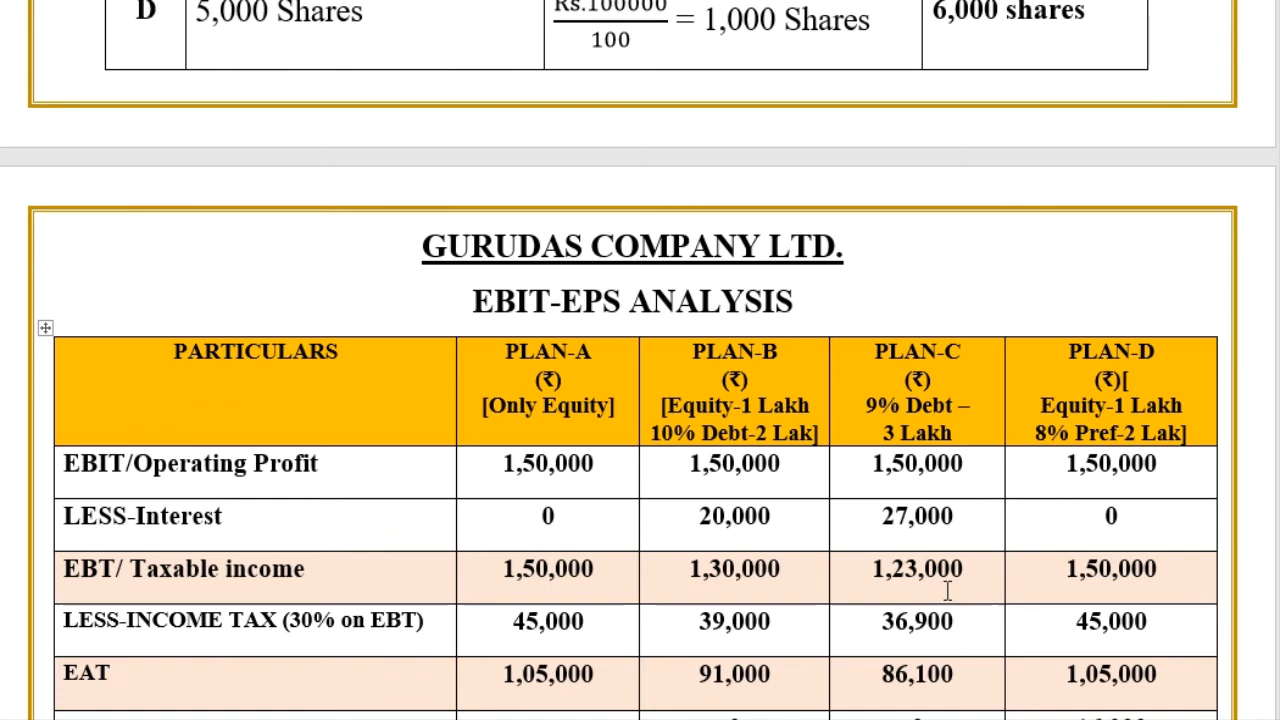 D 5,000 Shares Rs.100000/100 = 1,000 Shares 6,000 shares
GURUDAS COMPANY LTD.
EBIT-EPS ANALYSIS
PARTICULARS PLAN-A PLAN-B PLAN-C PLAN-D
(₹) (₹) (₹) (₹)[
[Only Equity] [Equity-1 Lakh 9% Debt – Equity-1 Lakh
10% Debt-2 Lak] 3 Lakh 8% Pref-2 Lak]
EBIT/Operating Profit 1,50,000 1,50,000 1,50,000 1,50,000
LESS-Interest 0 20,000 27,000 0
EBT/ Taxable income 1,50,000 1,30,000 1,23,000 1,50,000
LESS-INCOME TAX (30% on EBT) 45,000 39,000 36,900 45,000
EAT 1,05,000 91,000 86,100 1,05,000